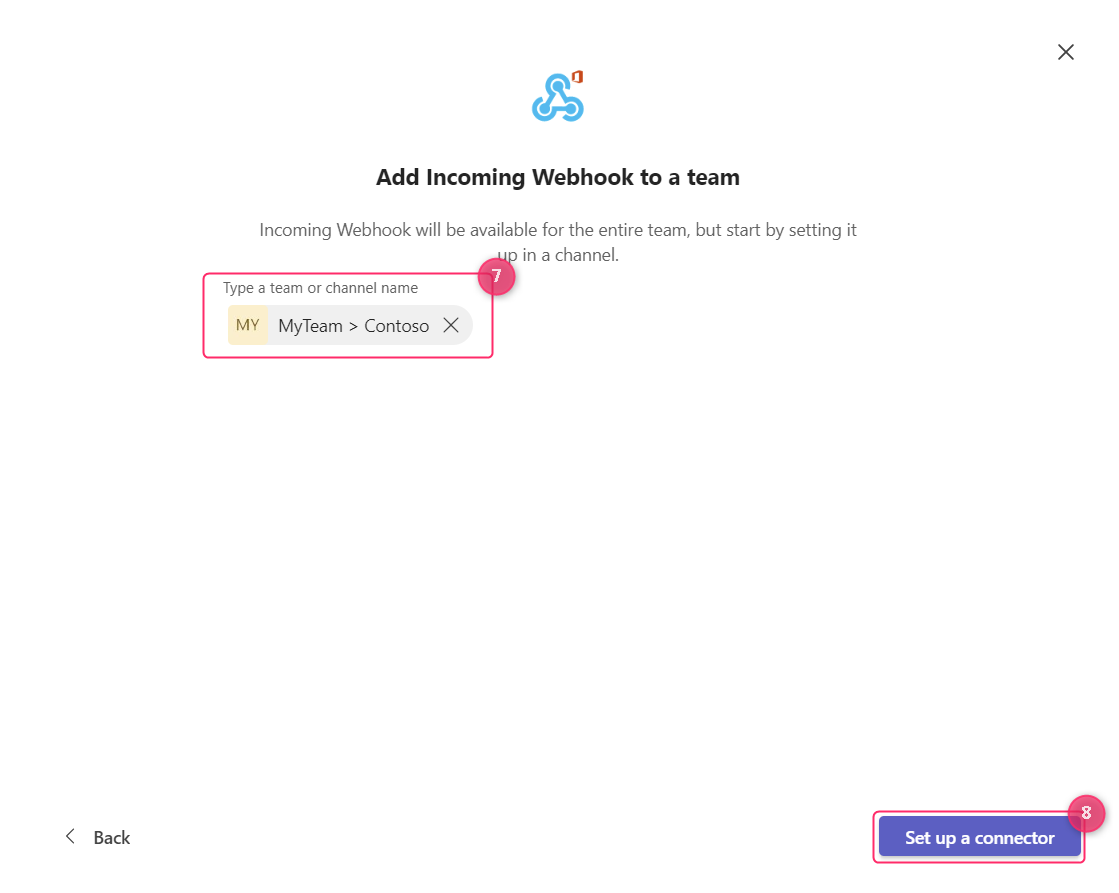 Add Incoming Webhook to a team
Incoming Webhook will be available for the entire team, but start by setting it
up in a channel.
7
Type a team or channel name
MY MyTeam > Contoso
8
Back
Set up a connector